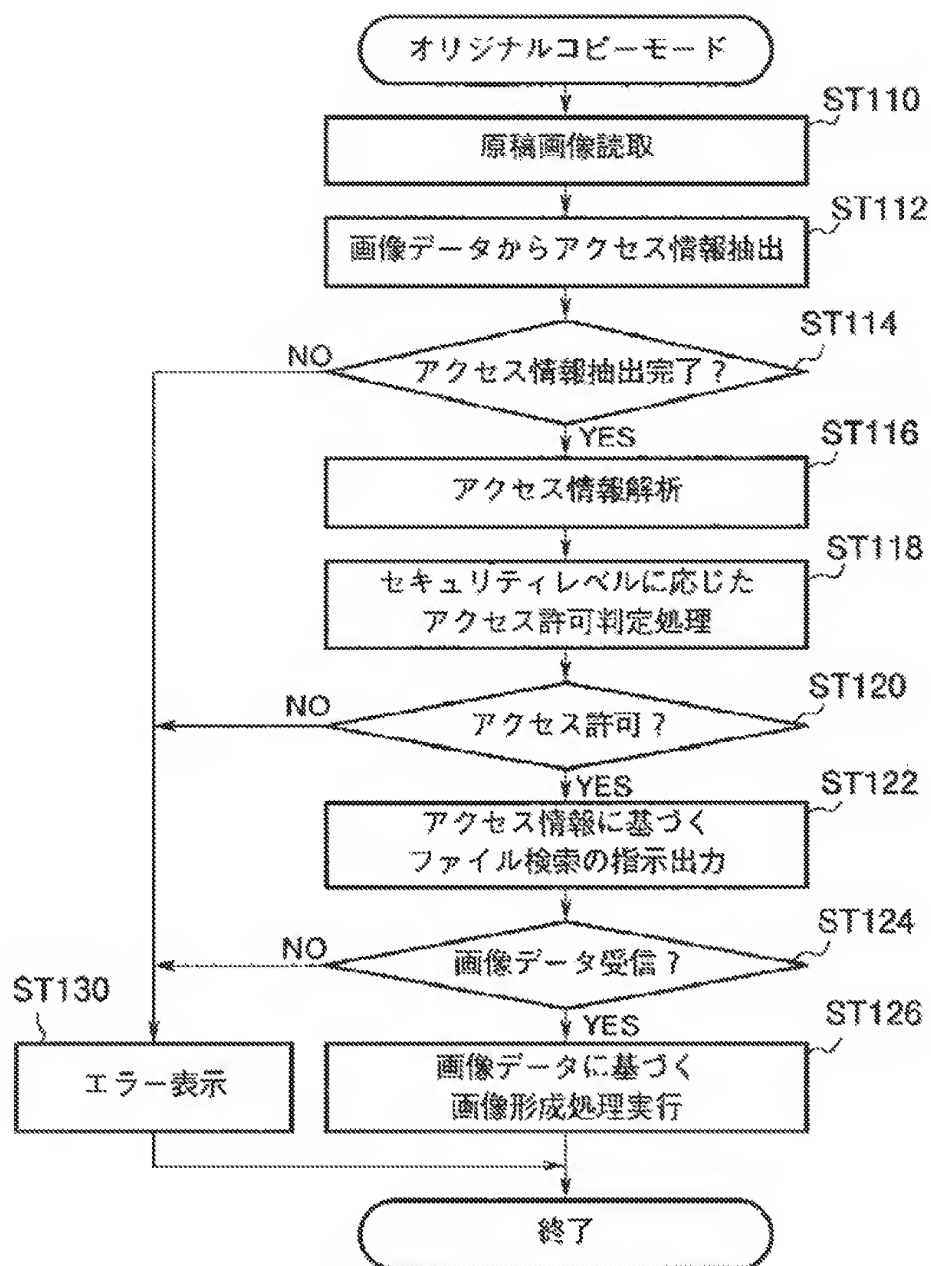 オリジナルコピーモード
ST110
原稿画像読取
ST112
画像データからアクセス情報抽出
ST114
NO
アクセス情報抽出完了？
YES
ST116
アクセス情報解析
ST118
セキュリティレベルに応じた
アクセス許可判定処理
ST120
NO
アクセス許可？
YES
ST122
アクセス情報に基づく
ファイル検索の指示出力
ST124
NO
画像データ受信？
ST130
YES
ST126
エラー表示
画像データに基づく
画像形成処理実行
終了